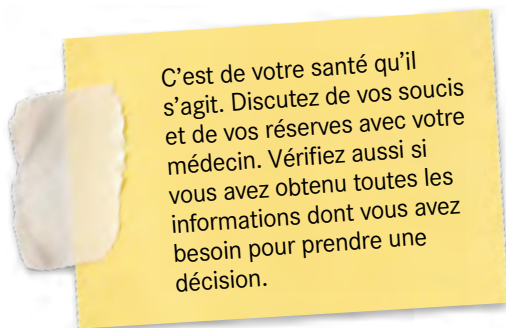 C'est de votre santé qu'il
s'agit. Discutez de vos soucis
et de vos réserves avec votre
médecin. Vérifiez aussi si
vous avez obtenu toutes les
informations dont vous avez
besoin pour prendre une
décision.